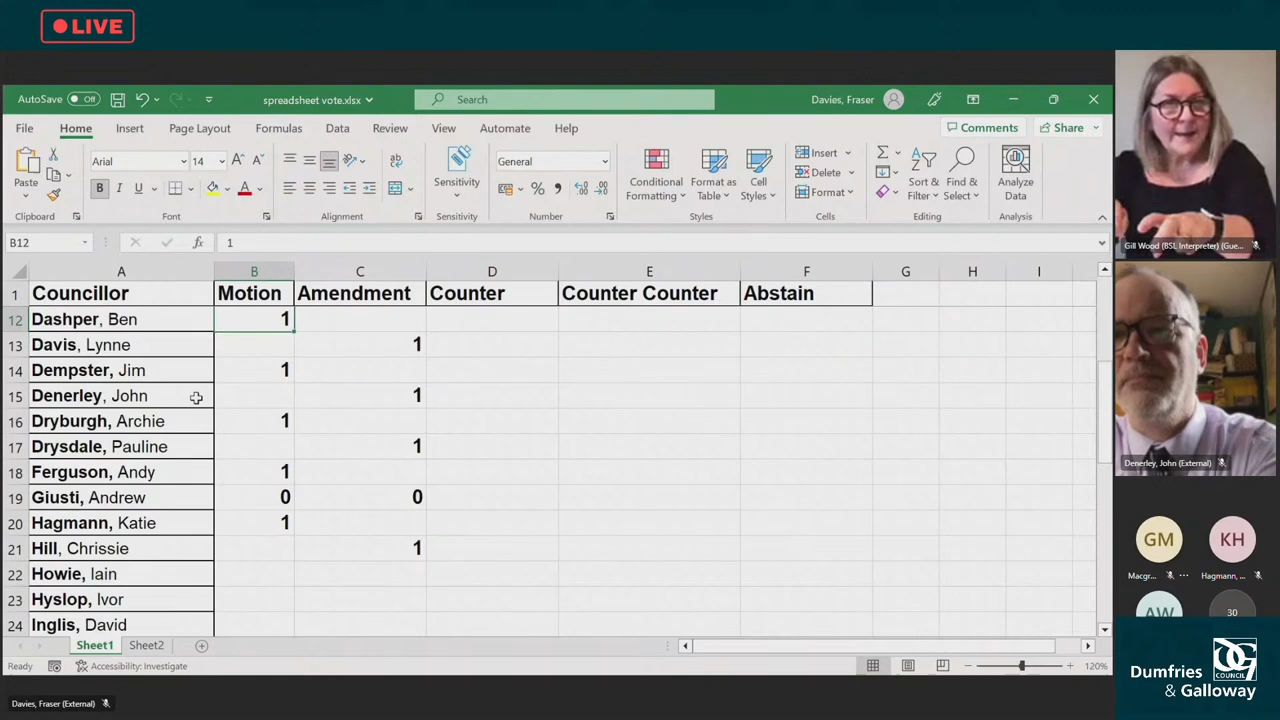 LIVE
AutoSave Off spreadsheet vote.xlsx Search Davies, Fraser
File Home Insert Page Layout Formulas Data Review View Automate Help Comments Share
Paste Arial 14 General Insert Delete Format
Sensitivity Conditional Formatting Format as Table Cell Styles Sort & Filter Find & Select Analyze Data
Clipboard Font Alignment Sensitivity Number Styles Cells Editing Analysis
B12 fx 1
A B C D E F G H I
1 Councillor Motion Amendment Counter Counter Counter Abstain
12 Dashper, Ben 1
13 Davis, Lynne 1
14 Dempster, Jim 1
15 Denerley, John 1
16 Dryburgh, Archie 1
17 Drysdale, Pauline 1
18 Ferguson, Andy 1
19 Giusti, Andrew 0 0
20 Hagmann, Katie 1
21 Hill, Chrissie 1
22 Howie, Iain
23 Hyslop, Ivor
24 Inglis, David
Sheet1 Sheet2
Ready Accessibility: Investigate 120%
Davies, Fraser (External)
Gill Wood (BSL Interpreter) (Gue...
Denerley, John (External)
GM KH
Macgr... Hagmann, ...
AW 30
Dumfries
& Galloway
COUNCIL